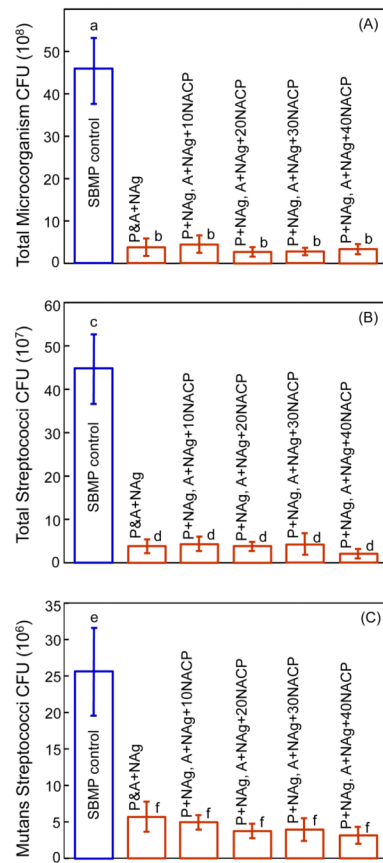 (A)
Total Microcorganism CFU (10⁸)
50
40
30
20
10
0
a
SBMP control
P&A+NAg
b
P+NAg, A+NAg+10NACP
b
P+NAg, A+NAg+20NACP
b
P+NAg, A+NAg+30NACP
b
P+NAg, A+NAg+40NACP
b
(B)
Total Streptococci CFU (10⁷)
60
50
40
30
20
10
0
c
SBMP control
P&A+NAg
d
P+NAg, A+NAg+10NACP
d
P+NAg, A+NAg+20NACP
d
P+NAg, A+NAg+30NACP
d
P+NAg, A+NAg+40NACP
d
(C)
Mutans Streptococci CFU (10⁶)
35
30
25
20
15
10
5
0
e
SBMP control
P&A+NAg
f
P+NAg, A+NAg+10NACP
f
P+NAg, A+NAg+20NACP
f
P+NAg, A+NAg+30NACP
f
P+NAg, A+NAg+40NACP
f